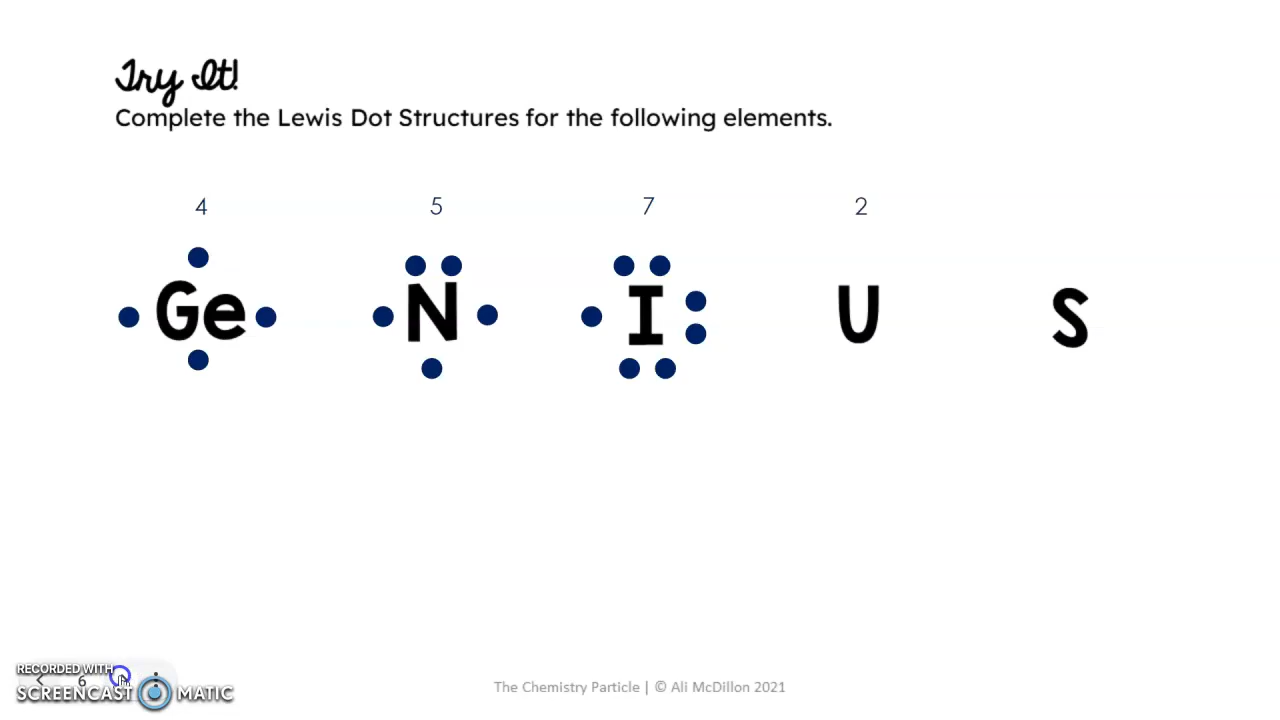 Try It!
Complete the Lewis Dot Structures for the following elements.
4 5 7 2
Ge N I U S
RECORDED WITH
6
SCREENCAST MATIC
The Chemistry Particle | © Ali McDillon 2021